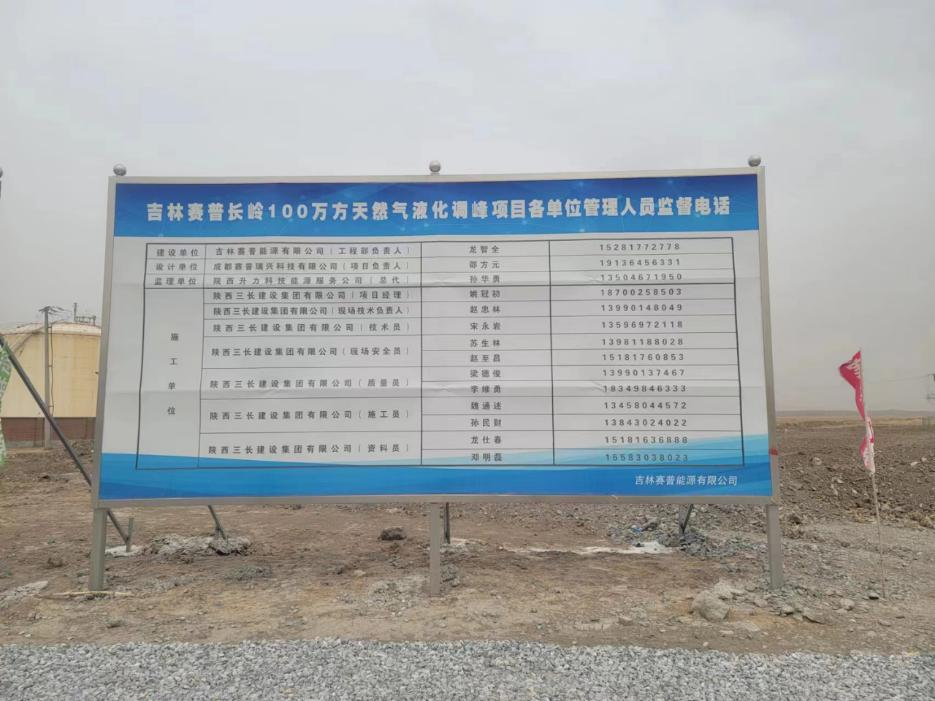 吉林赛普长岭100万方天然气液化调峰项目各单位管理人员监督电话
建设单位 吉林赛普能源有限公司（工程部负责人） 龙智全 15281772778
设计单位 成都赛普瑞兴科技有限公司（项目负责人） 邵方元 19136456331
监理单位 陕西升力科技能源服务公司（总代） 孙华勇 13504671950
施工单位
陕西三长建设集团有限公司（项目经理） 姚冠初 18700258503
陕西三长建设集团有限公司（现场技术负责人） 赵忠林 13990148049
陕西三长建设集团有限公司（技术员） 宋永岩 13596972118
陕西三长建设集团有限公司（现场安全员） 苏生林 13981188028
赵至昌 15181760853
陕西三长建设集团有限公司（质量员） 梁德俊 13990137467
李维勇 18349846333
陕西三长建设集团有限公司（施工员） 魏通述 13458044572
孙民财 13843024022
陕西三长建设集团有限公司（资料员） 龙仕春 15181636888
邓明磊 15583038023
吉林赛普能源有限公司